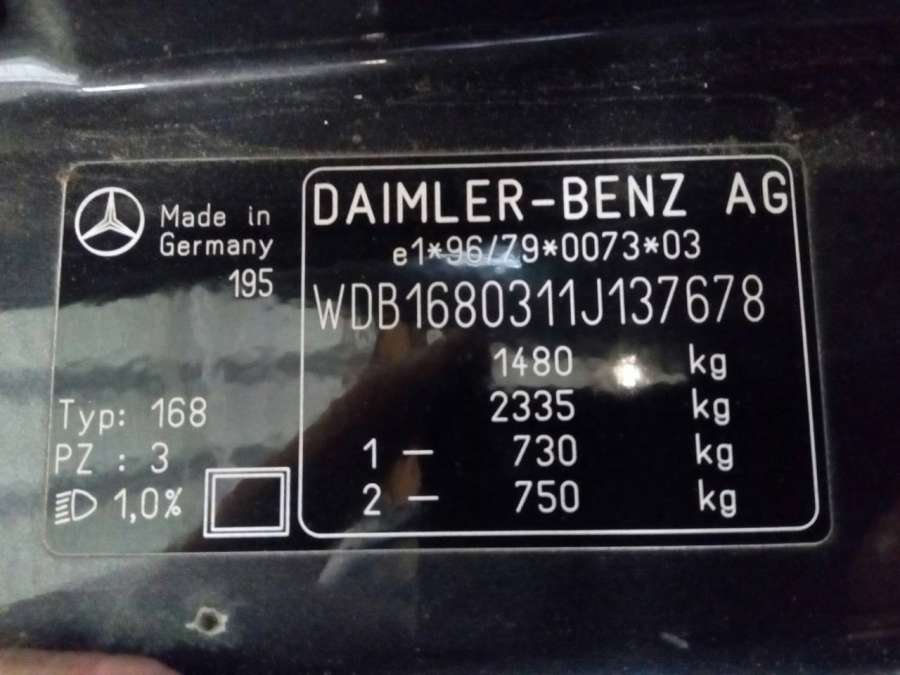 Made in
Germany
195
Typ: 168
PZ : 3
1,0%
DAIMLER-BENZ AG
e1*96/79*0073*03
WDB1680311J137678
1480 kg
2335 kg
1 – 730 kg
2 – 750 kg